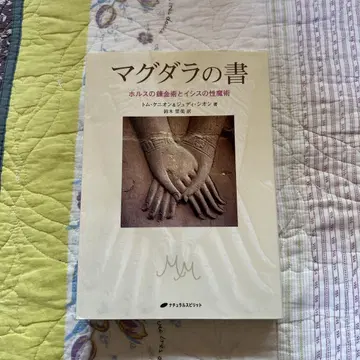 マグダラの書
ホルスの錬金術とイシスの性魔術
トム・ケニオン&ジュディ・シオン 著
鈴木里美 訳
MM
ナチュラルスピリット